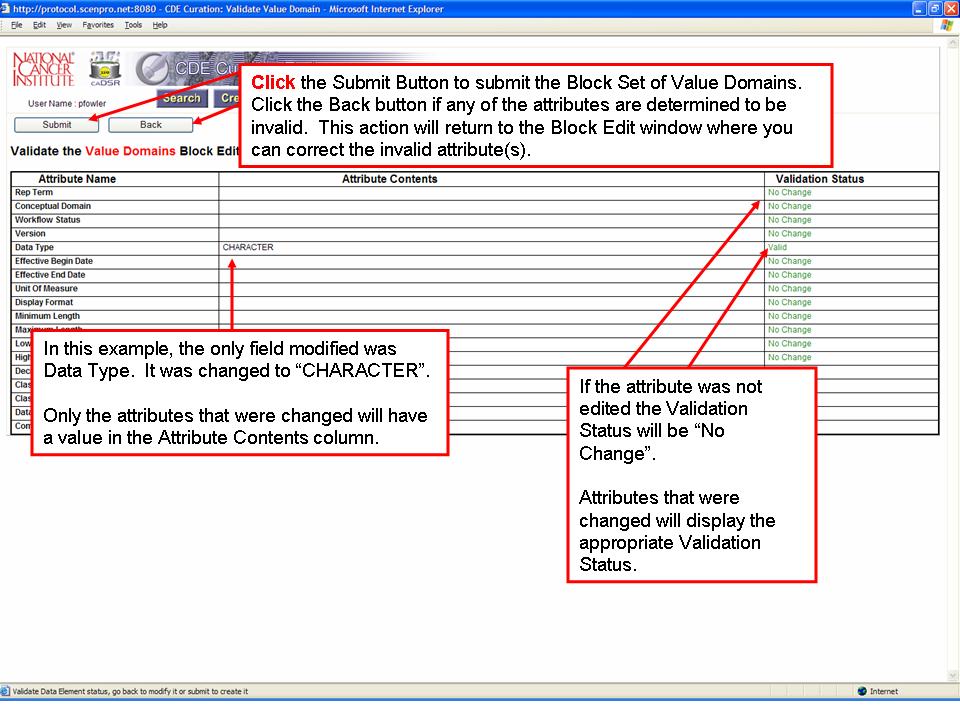 http://protocol.scenpro.net:8080 - CDE Curation: Validate Value Domain - Microsoft Internet Explorer
File Edit View Favorites Tools Help
NATIONAL
CANCER
INSTITUTE
caDSR
CDE Cu
User Name : pfowler
Search Cre
Submit Back
Click the Submit Button to submit the Block Set of Value Domains.
Click the Back button if any of the attributes are determined to be
invalid. This action will return to the Block Edit window where you
can correct the invalid attribute(s).
Validate the Value Domains Block Edit
Attribute Name Attribute Contents Validation Status
Rep Term No Change
Conceptual Domain No Change
Workflow Status No Change
Version No Change
Data Type CHARACTER Valid
Effective Begin Date No Change
Effective End Date No Change
Unit Of Measure No Change
Display Format No Change
Minimum Length No Change
Maximum Length No Change
Low No Change
High No Change
Dec
Clas
Clas
Data
Com
In this example, the only field modified was
Data Type. It was changed to “CHARACTER”.
Only the attributes that were changed will have
a value in the Attribute Contents column.
If the attribute was not
edited the Validation
Status will be “No
Change”.
Attributes that were
changed will display the
appropriate Validation
Status.
Validate Data Element status, go back to modify it or submit to create it
Internet